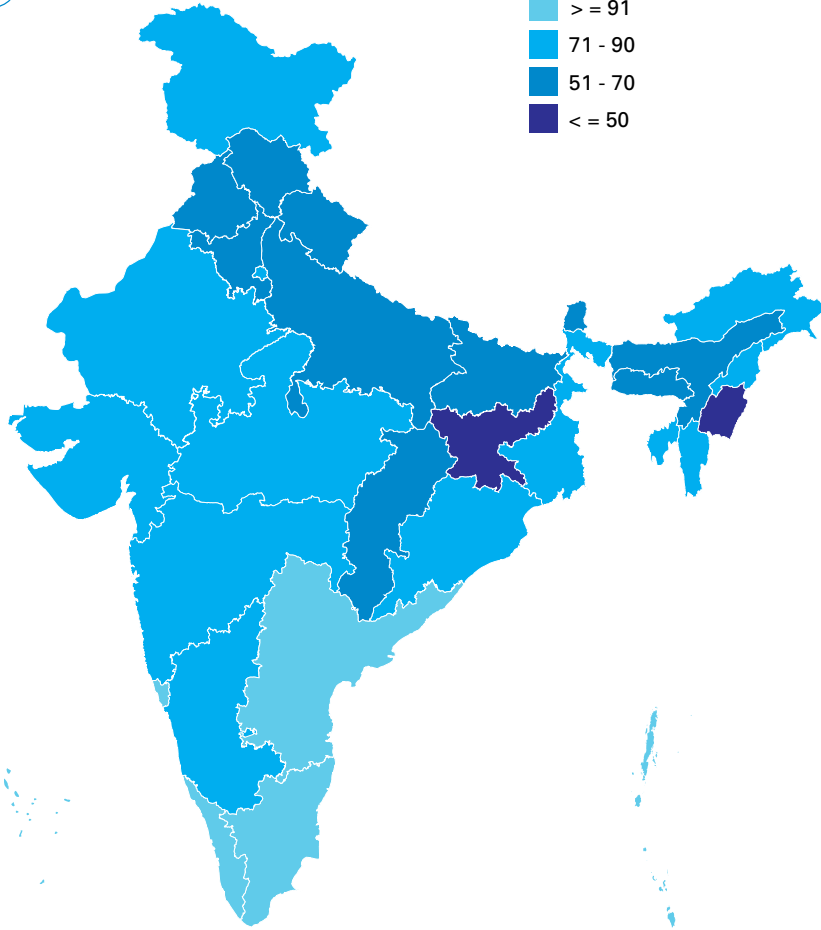 > = 91
71 - 90
51 - 70
< = 50